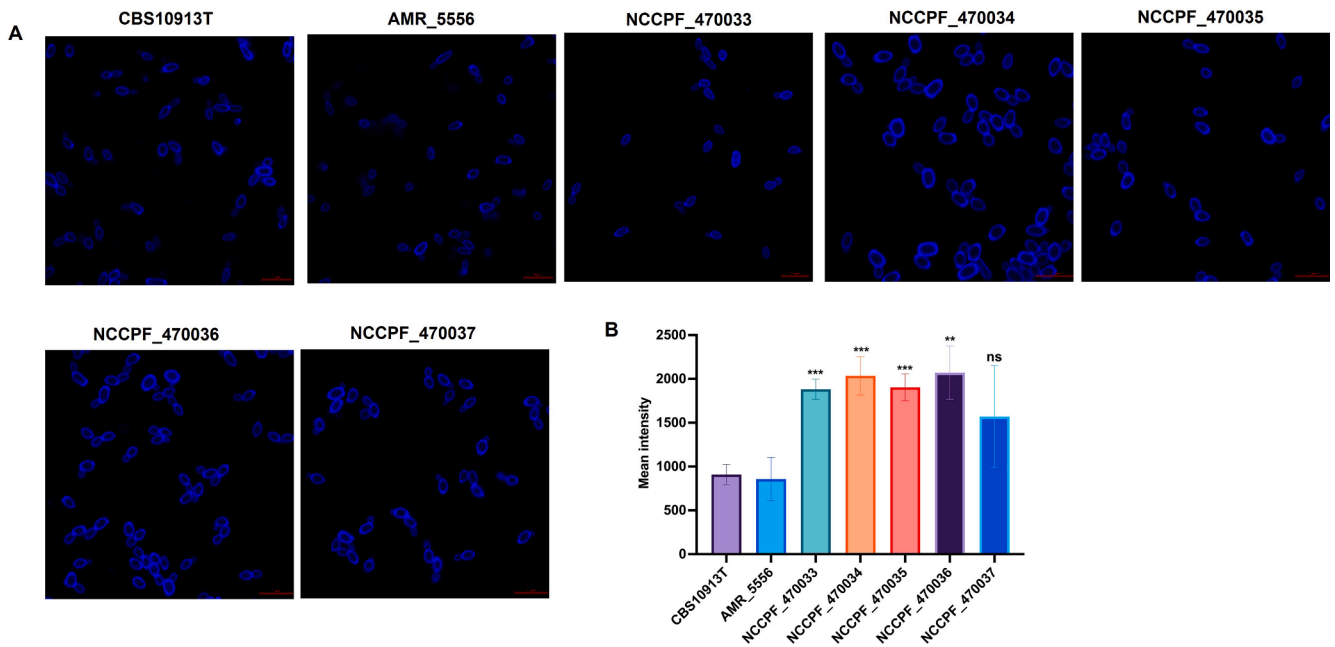 A
CBS10913T
AMR_5556
NCCPF_470033
NCCPF_470034
NCCPF_470035
NCCPF_470036
NCCPF_470037
B
Mean intensity
2500
2000
1500
1000
500
0
***
***
***
**
ns
CBS10913T
AMR_5556
NCCPF_470033
NCCPF_470034
NCCPF_470035
NCCPF_470036
NCCPF_470037